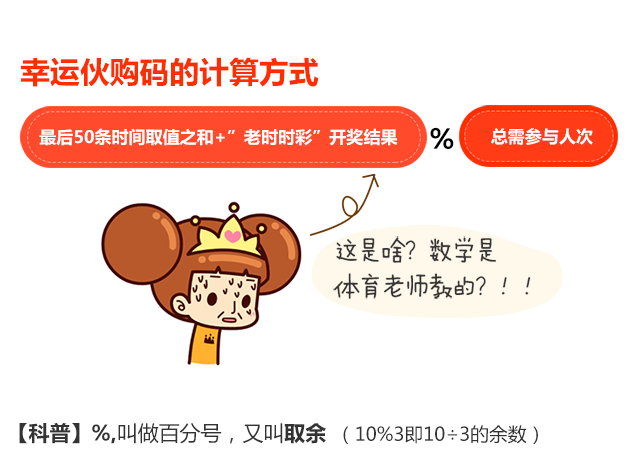 幸运伙购码的计算方式
最后50条时间取值之和+”老时时彩”开奖结果 % 总需参与人次
这是啥？数学是
体育老师教的？！！
【科普】%,叫做百分号，又叫取余 （10%3即10÷3的余数）